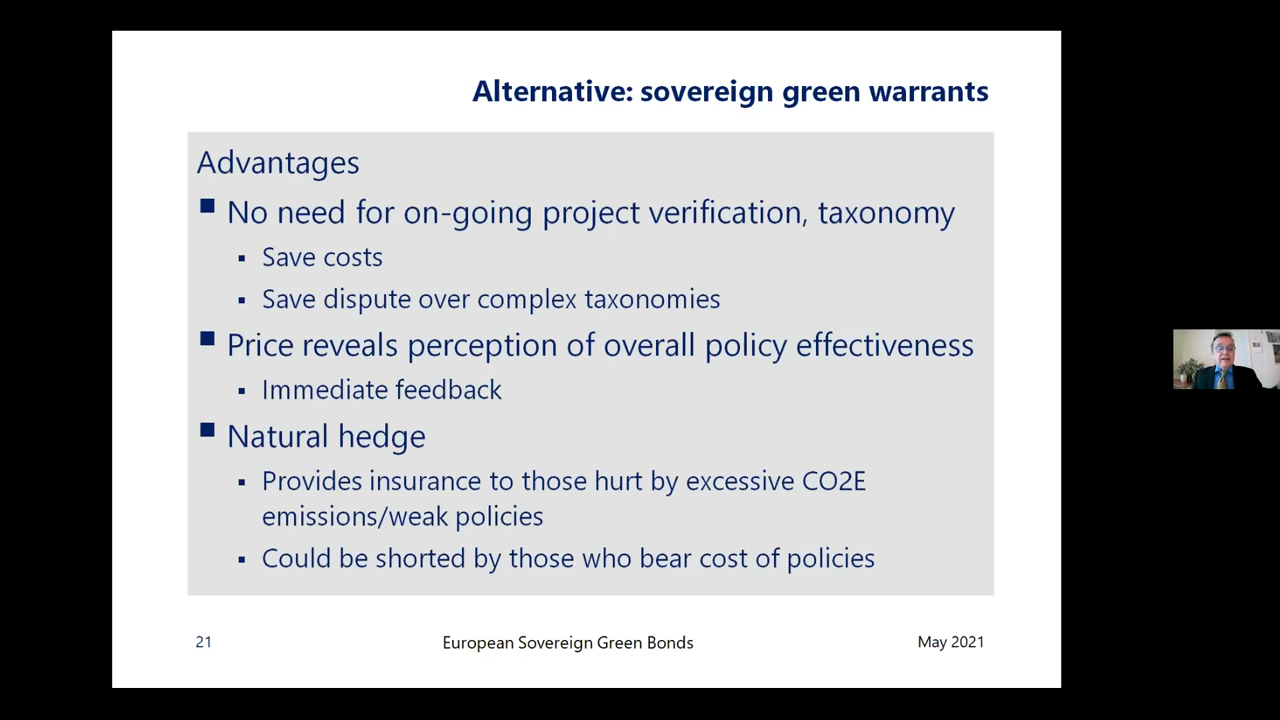 Alternative: sovereign green warrants
Advantages
No need for on-going project verification, taxonomy
Save costs
Save dispute over complex taxonomies
Price reveals perception of overall policy effectiveness
Immediate feedback
Natural hedge
Provides insurance to those hurt by excessive CO2E
emissions/weak policies
Could be shorted by those who bear cost of policies
21 European Sovereign Green Bonds May 2021